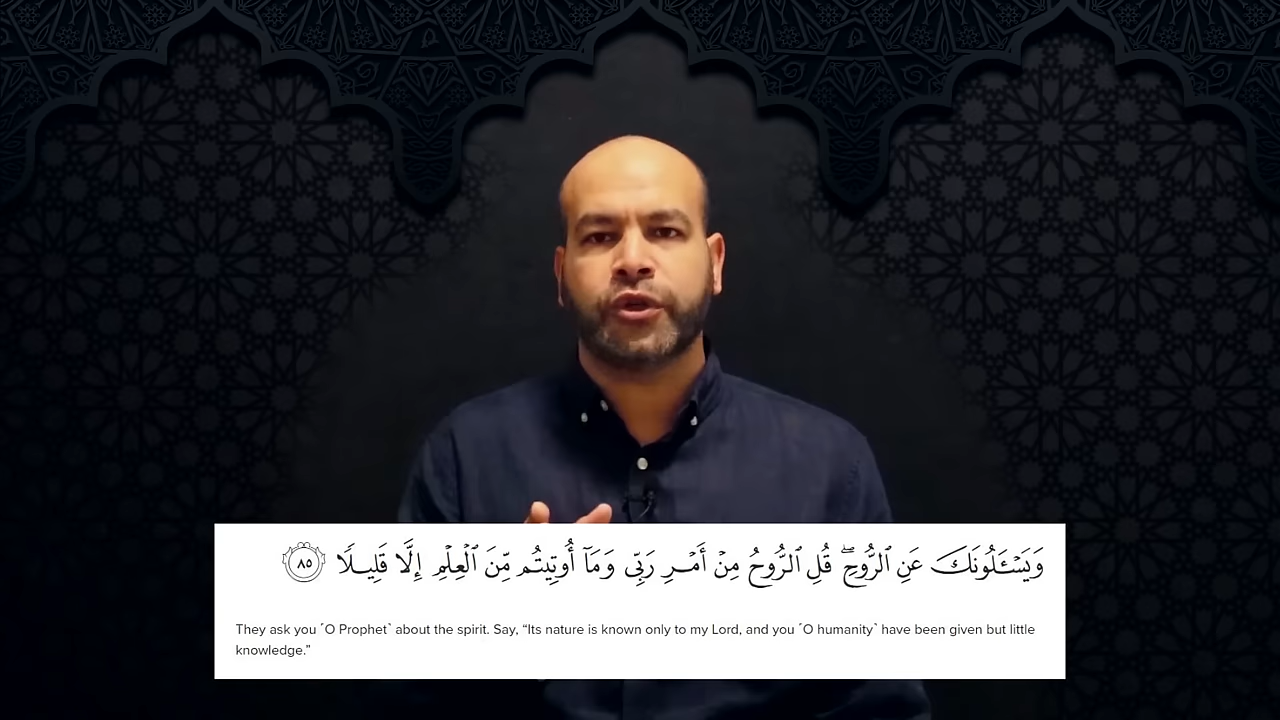 وَيَسْـَٔلُونَكَ عَنِ ٱلرُّوحِ ۖ قُلِ ٱلرُّوحُ مِنْ أَمْرِ رَبِّى وَمَآ أُوتِيتُم مِّنَ ٱلْعِلْمِ إِلَّا قَلِيلًا ٨٥
They ask you ˹O Prophet˺ about the spirit. Say, “Its nature is known only to my Lord, and you ˹O humanity˺ have been given but little
knowledge.”